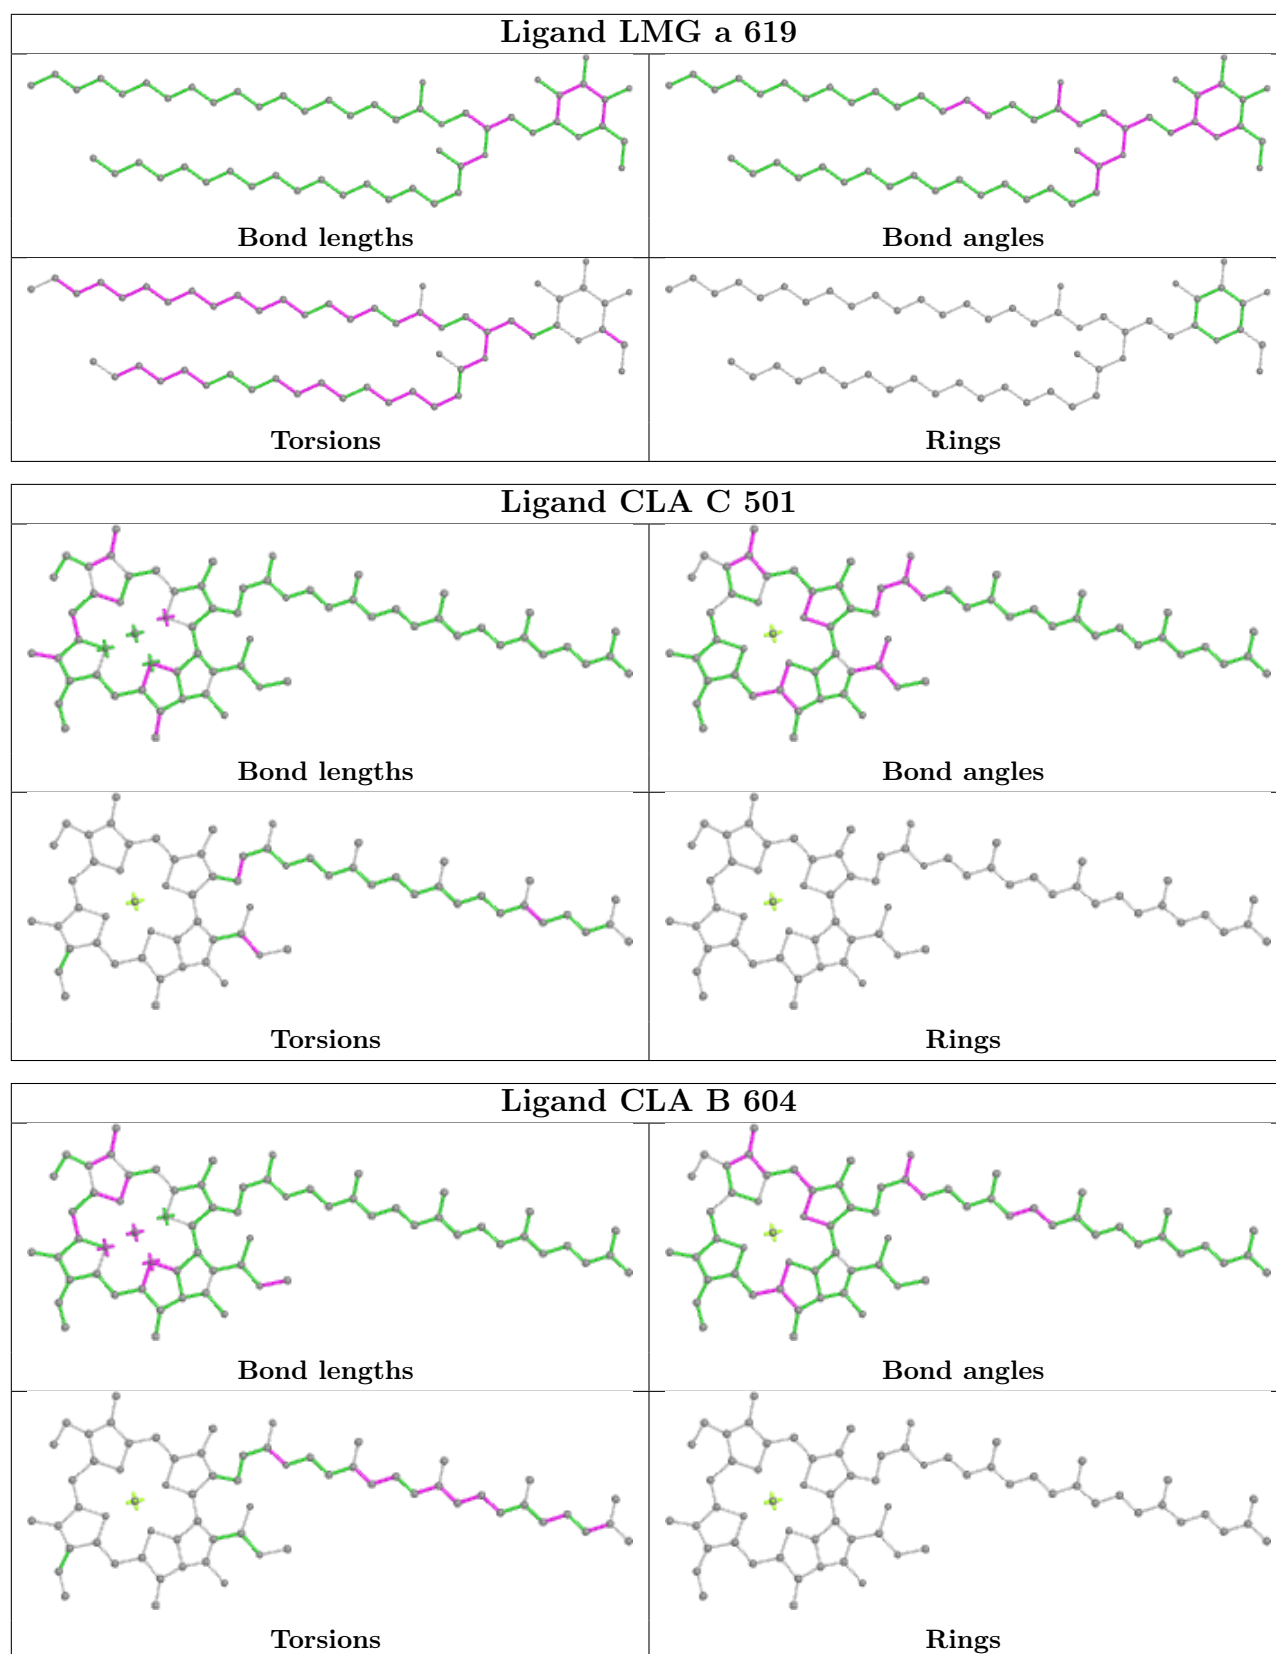 Ligand LMG a 619
Bond lengths
Bond angles
Torsions
Rings
Ligand CLA C 501
Bond lengths
Bond angles
Torsions
Rings
Ligand CLA B 604
Bond lengths
Bond angles
Torsions
Rings